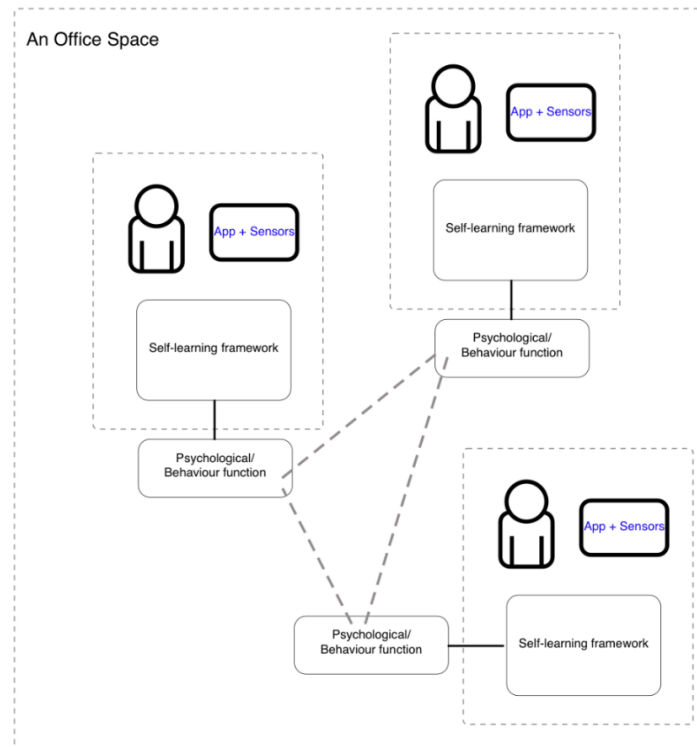 An Office Space
App + Sensors
Self-learning framework
Psychological/
Behaviour function
App + Sensors
Self-learning framework
Psychological/
Behaviour function
App + Sensors
Self-learning framework
Psychological/
Behaviour function